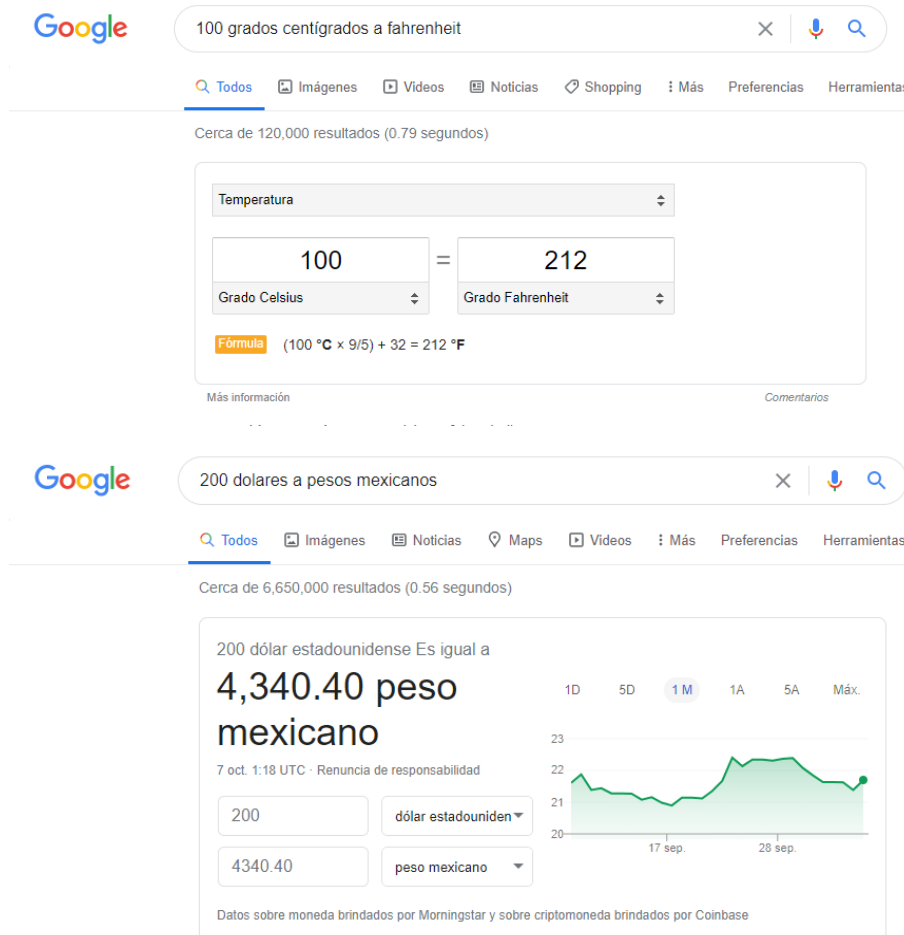 Google
100 grados centígrados a fahrenheit
Todos Imágenes Videos Noticias Shopping Más Preferencias Herramientas
Cerca de 120,000 resultados (0.79 segundos)
Temperatura
100 = 212
Grado Celsius Grado Fahrenheit
Fórmula (100 °C × 9/5) + 32 = 212 °F
Más información Comentarios
Google
200 dolares a pesos mexicanos
Todos Imágenes Noticias Maps Videos Más Preferencias Herramientas
Cerca de 6,650,000 resultados (0.56 segundos)
200 dólar estadounidense Es igual a
4,340.40 peso
mexicano
1D 5D 1 M 1A 5A Máx.
7 oct. 1:18 UTC · Renuncia de responsabilidad
200 dólar estadouniden
4340.40 peso mexicano
23
22
21
20
17 sep. 28 sep.
Datos sobre moneda brindados por Morningstar y sobre criptomoneda brindados por Coinbase